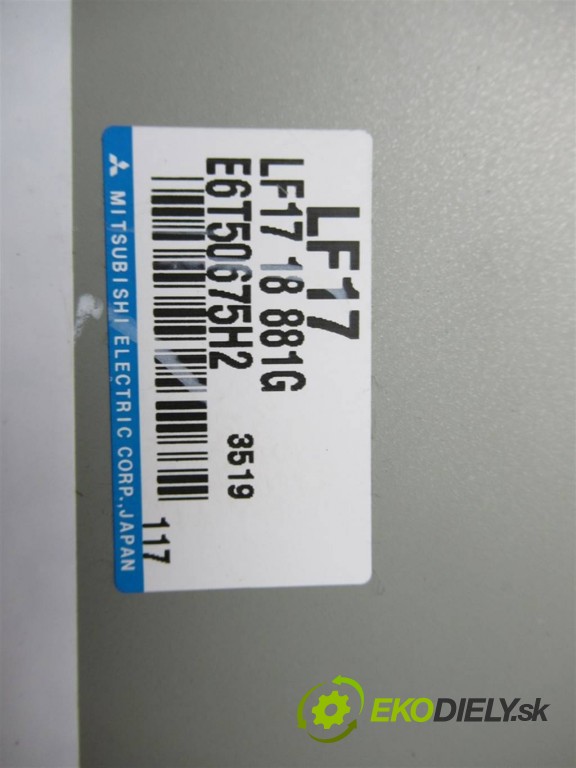 LF17
LF17 18 881G
E6T50675H2
3519
117
MITSUBISHI ELECTRIC CORP.,JAPAN
EKODIELY.sk